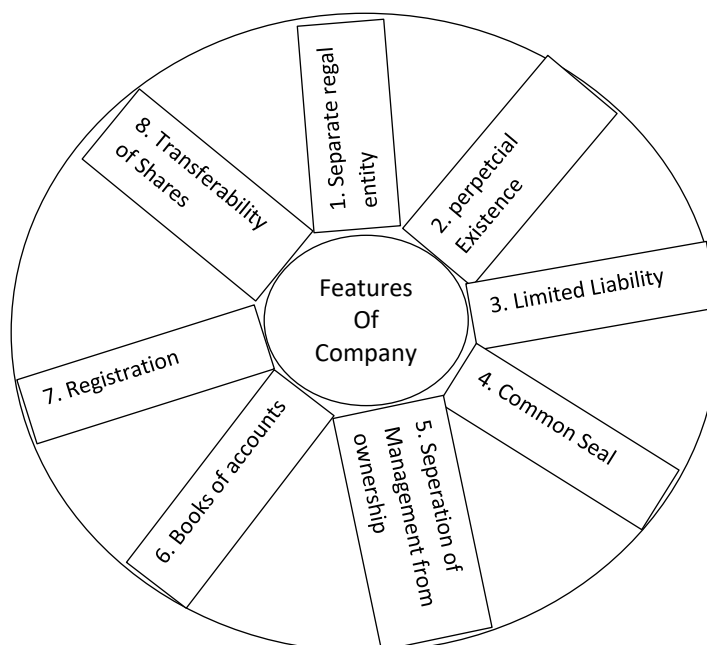 Features
Of
Company
1. Separate regal
entity
2. perpetcial
Existence
3. Limited Liability
4. Common Seal
5. Seperation of
Management from
ownership
6. Books of accounts
7. Registration
8. Transferability
of Shares